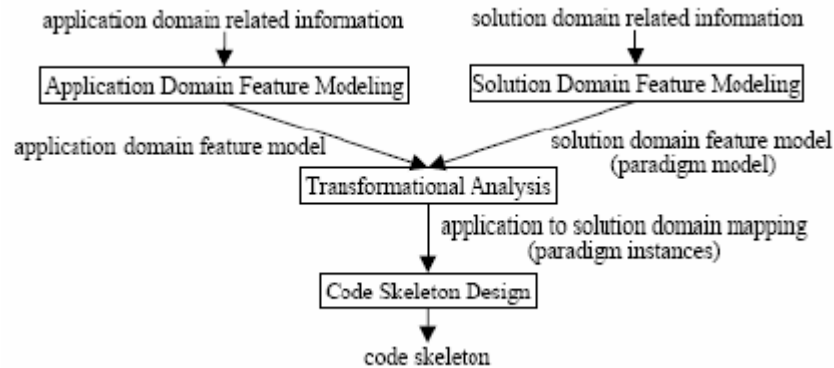 application domain related information
solution domain related information
Application Domain Feature Modeling
Solution Domain Feature Modeling
application domain feature model
solution domain feature model
(paradigm model)
Transformational Analysis
application to solution domain mapping
(paradigm instances)
Code Skeleton Design
code skeleton